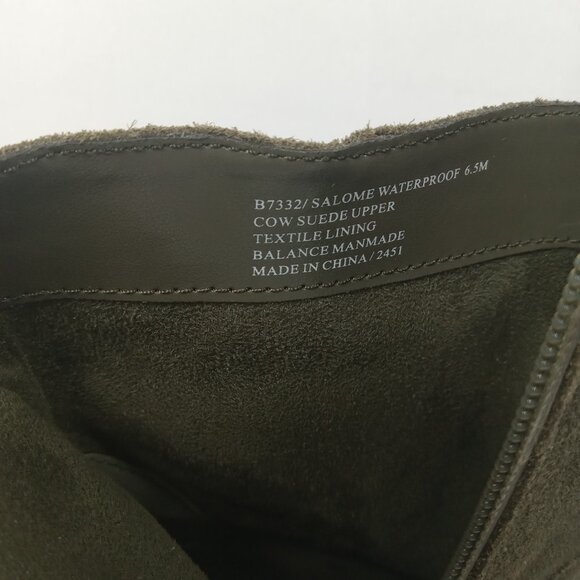 B7332/ SALOME WATERPROOF 6.5M
COW SUEDE UPPER
TEXTILE LINING
BALANCE MANMADE
MADE IN CHINA / 2451